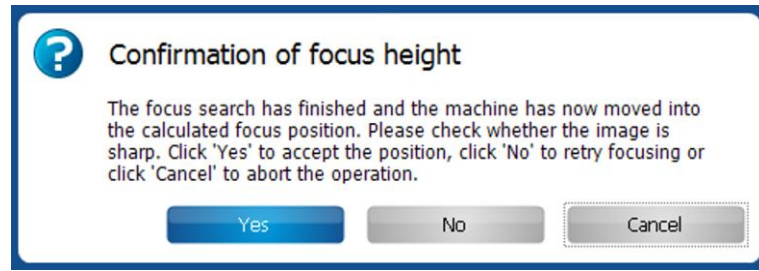 Confirmation of focus height
The focus search has finished and the machine has now moved into
the calculated focus position. Please check whether the image is
sharp. Click 'Yes' to accept the position, click 'No' to retry focusing or
click 'Cancel' to abort the operation.
Yes No Cancel